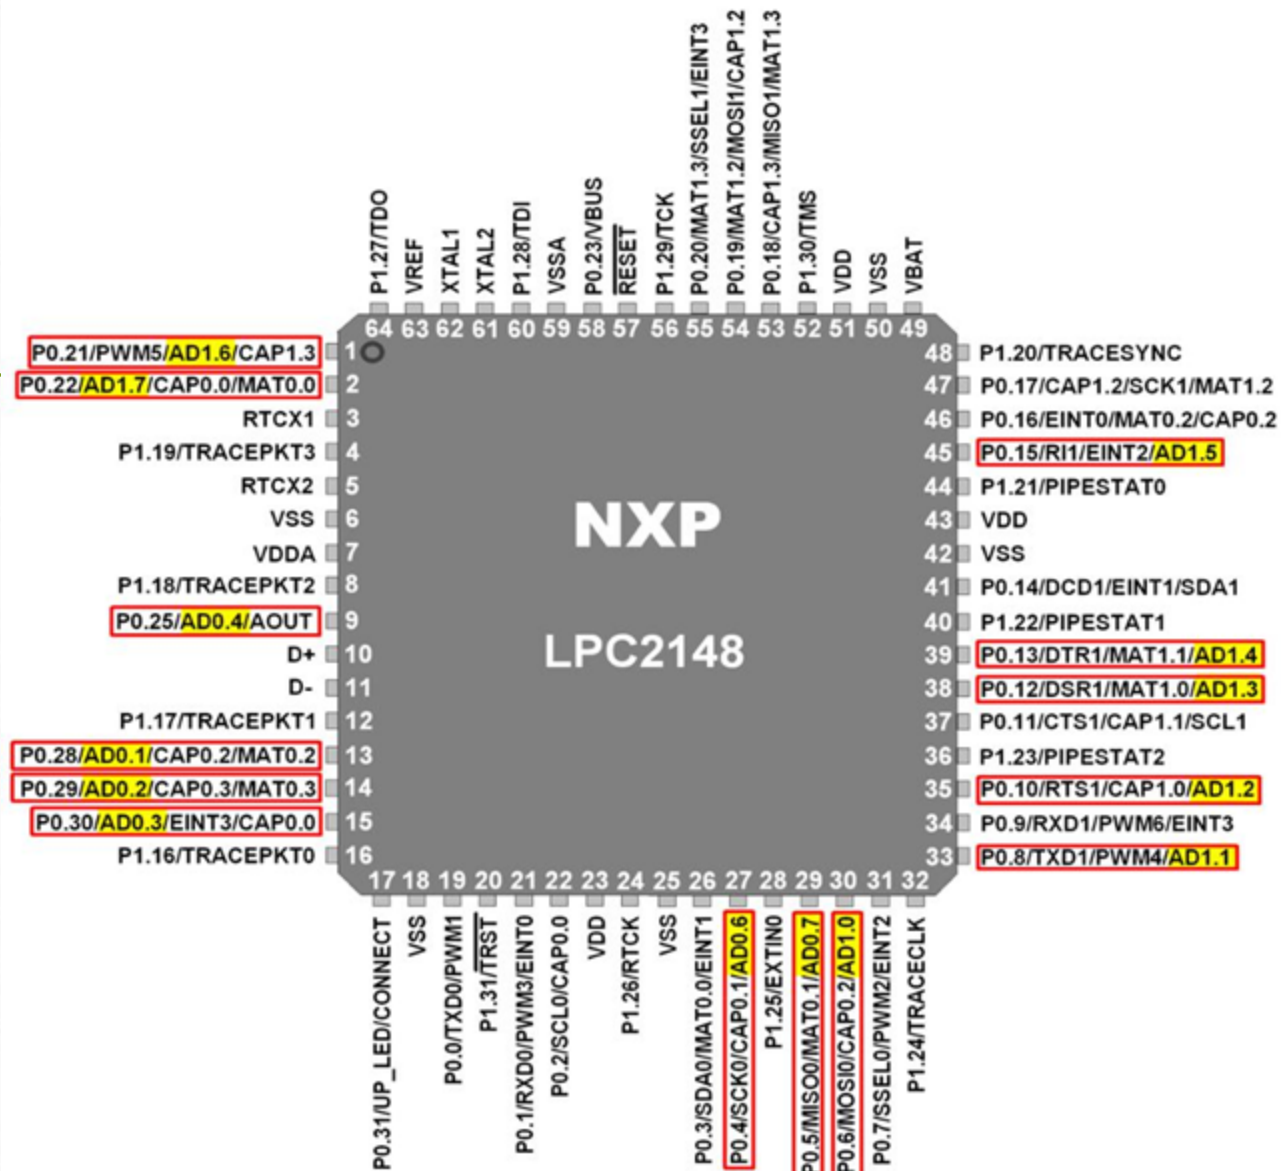 P1.27/TDO
VREF
XTAL1
XTAL2
P1.28/TDI
VSSA
P0.23/VBUS
RESET
P1.29/TCK
P0.20/MAT1.3/SSEL1/EINT3
P0.19/MAT1.2/MOSI1/CAP1.2
P0.18/CAP1.3/MISO1/MAT1.3
P1.30/TMS
VDD
VSS
VBAT
64 63 62 61 60 59 58 57 56 55 54 53 52 51 50 49
P0.21/PWM5/AD1.6/CAP1.3 1
P0.22/AD1.7/CAP0.0/MAT0.0 2
RTCX1 3
P1.19/TRACEPKT3 4
RTCX2 5
VSS 6
VDDA 7
P1.18/TRACEPKT2 8
P0.25/AD0.4/AOUT 9
D+ 10
D- 11
P1.17/TRACEPKT1 12
P0.28/AD0.1/CAP0.2/MAT0.2 13
P0.29/AD0.2/CAP0.3/MAT0.3 14
P0.30/AD0.3/EINT3/CAP0.0 15
P1.16/TRACEPKT0 16
NXP
LPC2148
48 P1.20/TRACESYNC
47 P0.17/CAP1.2/SCK1/MAT1.2
46 P0.16/EINT0/MAT0.2/CAP0.2
45 P0.15/RI1/EINT2/AD1.5
44 P1.21/PIPESTAT0
43 VDD
42 VSS
41 P0.14/DCD1/EINT1/SDA1
40 P1.22/PIPESTAT1
39 P0.13/DTR1/MAT1.1/AD1.4
38 P0.12/DSR1/MAT1.0/AD1.3
37 P0.11/CTS1/CAP1.1/SCL1
36 P1.23/PIPESTAT2
35 P0.10/RTS1/CAP1.0/AD1.2
34 P0.9/RXD1/PWM6/EINT3
33 P0.8/TXD1/PWM4/AD1.1
17 18 19 20 21 22 23 24 25 26 27 28 29 30 31 32
P0.31/UP_LED/CONNECT
VSS
P0.0/TXD0/PWM1
P1.31/TRST
P0.1/RXD0/PWM3/EINT0
P0.2/SCL0/CAP0.0
VDD
P1.26/RTCK
VSS
P0.3/SDA0/MAT0.0/EINT1
P0.4/SCK0/CAP0.1/AD0.6
P1.25/EXTIN0
P0.5/MISO0/MAT0.1/AD0.7
P0.6/MOSI0/CAP0.2/AD1.0
P0.7/SSEL0/PWM2/EINT2
P1.24/TRACECLK